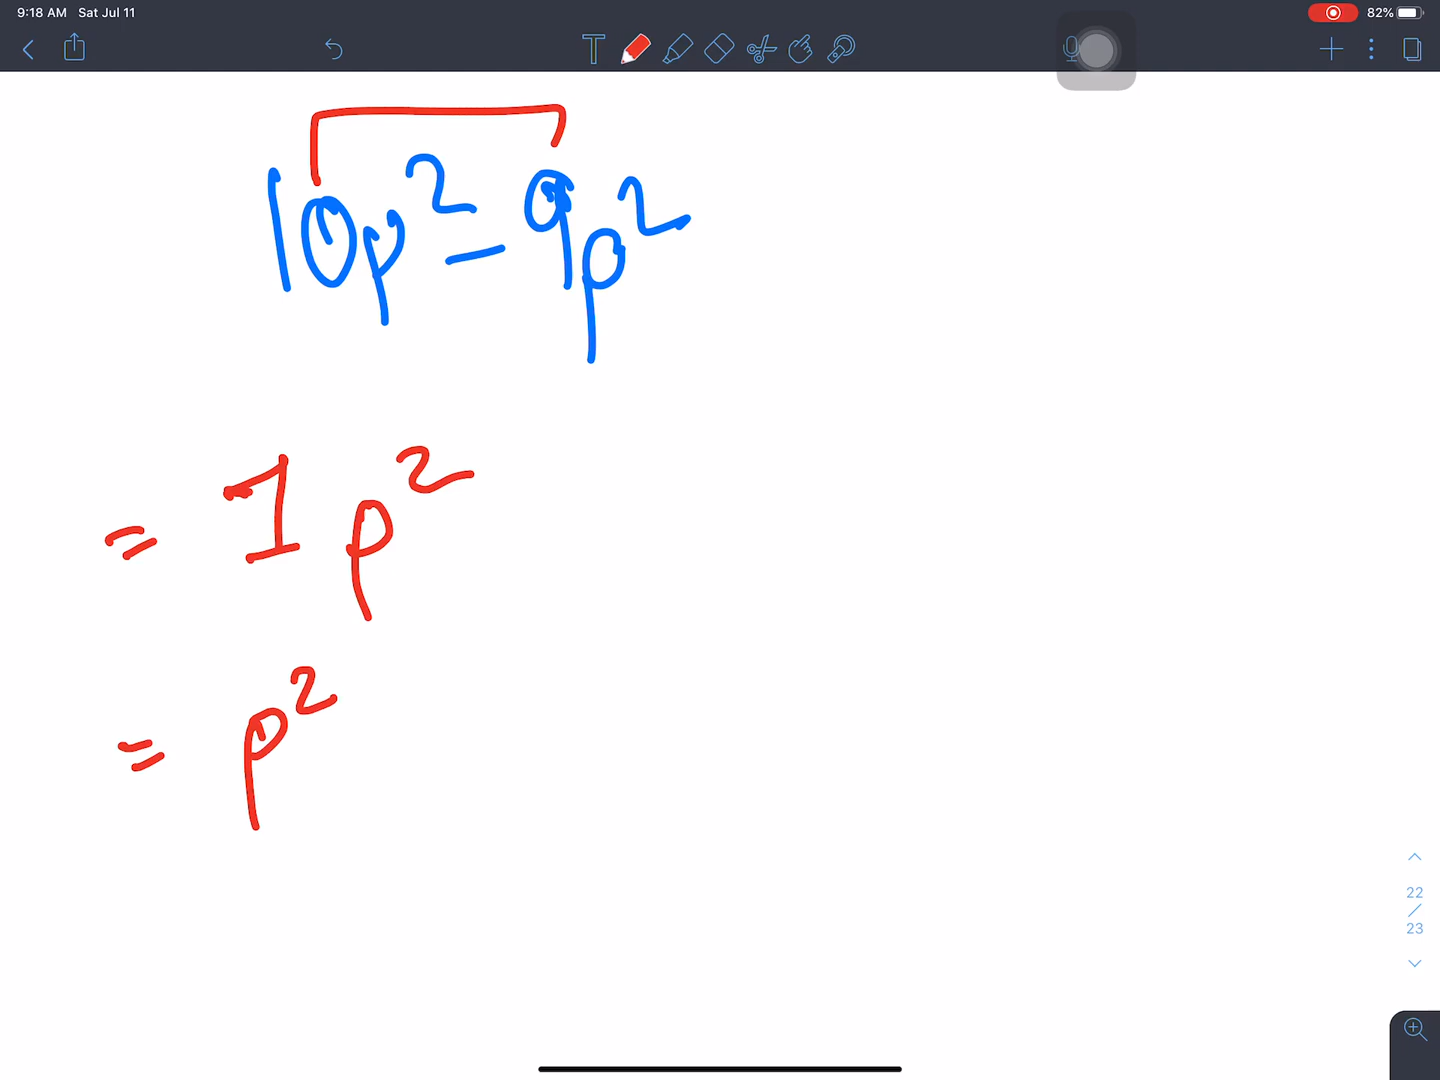 9:18 AM Sat Jul 11 82%
10p² - 9p²
= 1p²
= p²
22
/
23